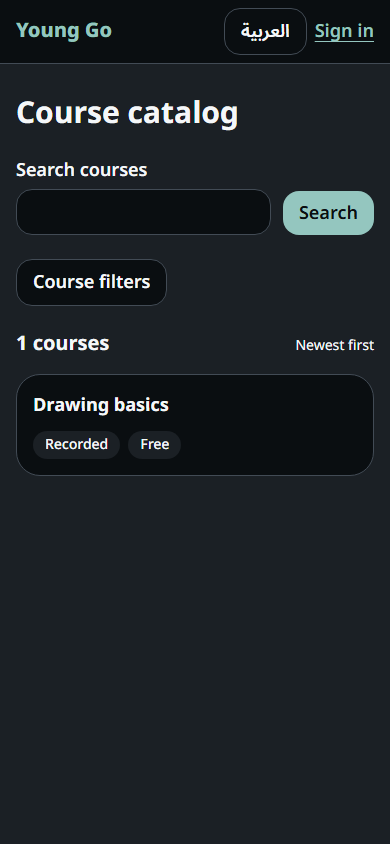 Young Go
العربية
Sign in
Course catalog
Search courses
Search
Course filters
1 courses
Newest first
Drawing basics
Recorded
Free